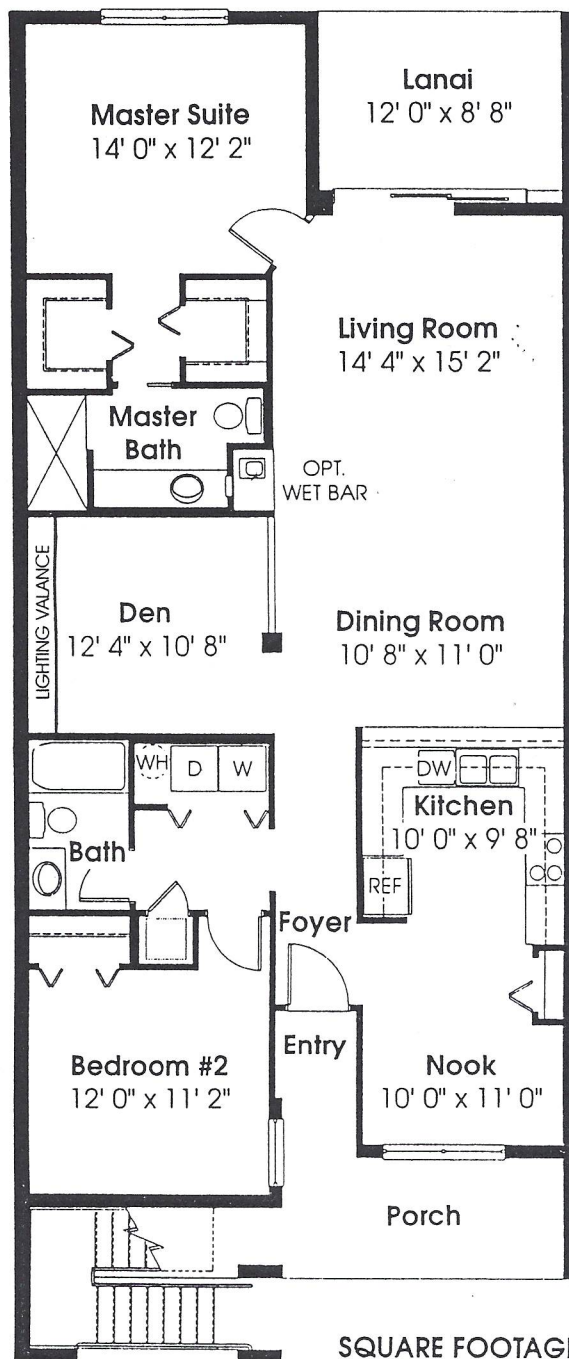 Lanai
12' 0" x 8' 8"
Master Suite
14' 0" x 12' 2"
Living Room
14' 4" x 15' 2"
Master
Bath
OPT.
WET BAR
LIGHTING VALANCE
Den
12' 4" x 10' 8"
Dining Room
10' 8" x 11' 0"
WH
D
W
DW
Kitchen
10' 0" x 9' 8"
Bath
REF
Foyer
Entry
Bedroom #2
12' 0" x 11' 2"
Nook
10' 0" x 11' 0"
Porch
SQUARE FOOTAGE